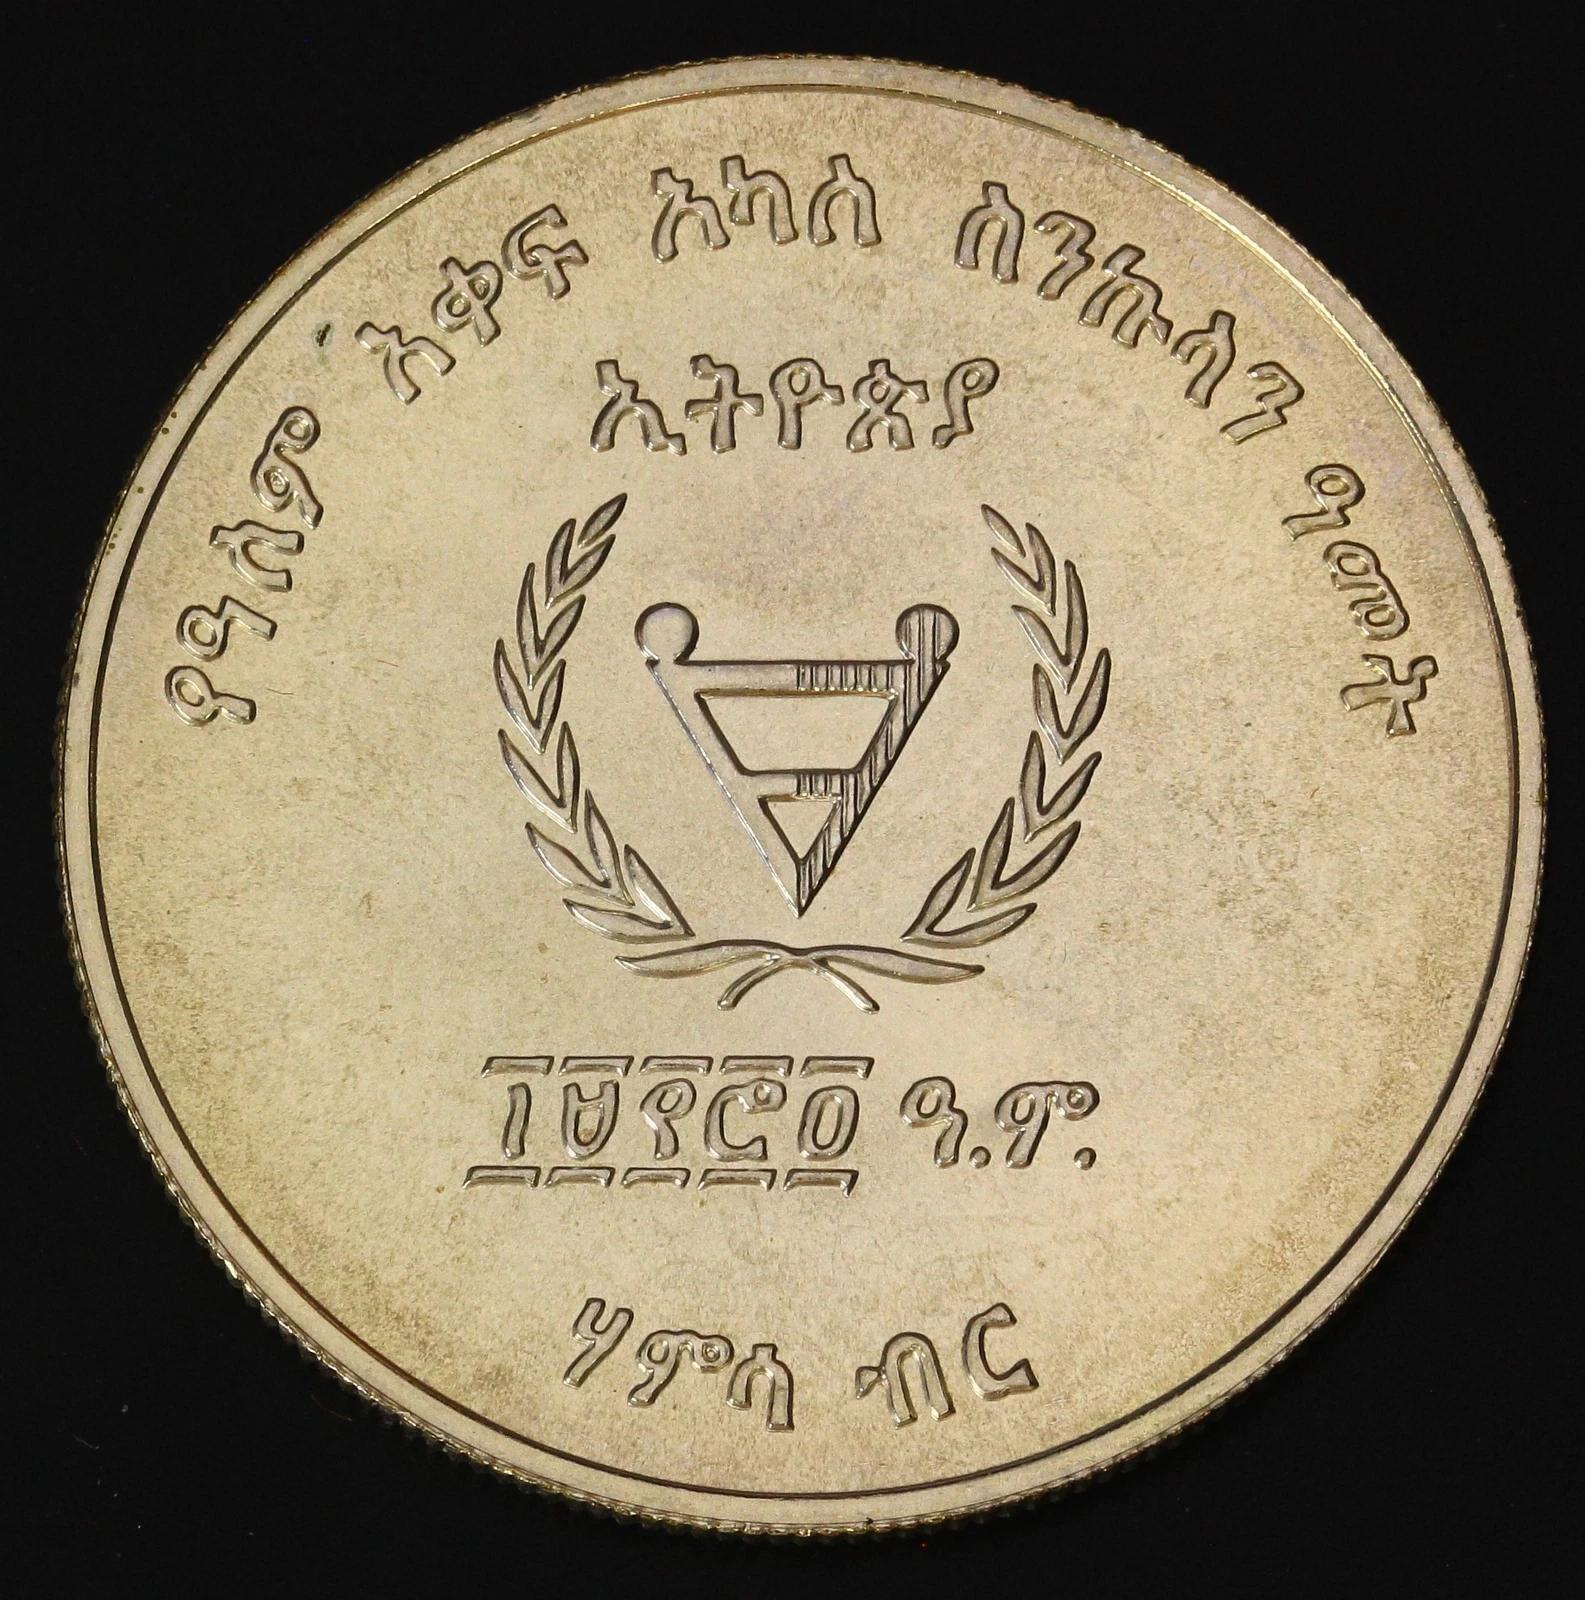 የዓለም አቀፍ አካለ ስንኩላን ዓመት
ኢትዮጵያ
፲፱፻፸፬ ዓ.ም.
ሃምሳ ብር